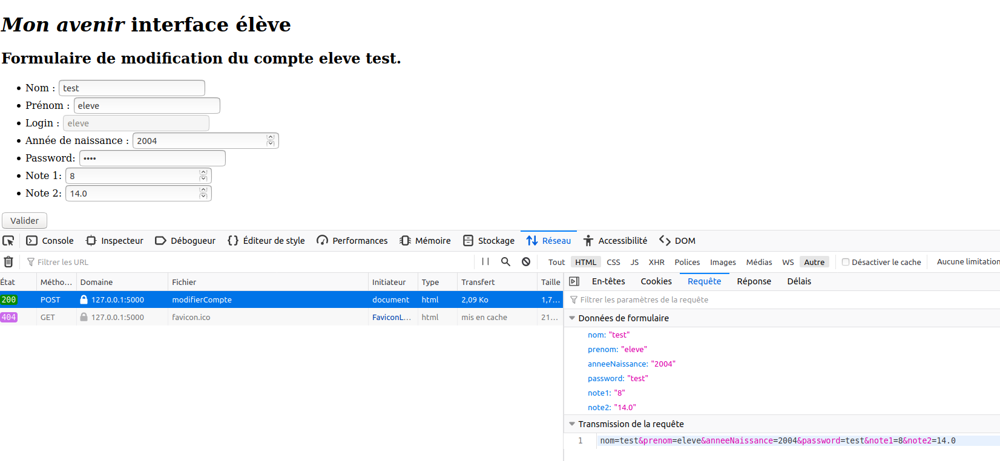 Mon avenir interface élève
Formulaire de modification du compte eleve test.
Nom : test
Prénom : eleve
Login : eleve
Année de naissance : 2004
Password: ••••
Note 1: 8
Note 2: 14.0
Valider
Console Inspecteur Débogueur Éditeur de style Performances Mémoire Stockage Réseau Accessibilité DOM
Filtrer les URL Tout HTML CSS JS XHR Polices Images Médias WS Autre Désactiver le cache Aucune limitation
État Métho... Domaine Fichier Initiateur Type Transfert Taille
200 POST 127.0.0.1:5000 modifierCompte document html 2,09 Ko 1,7...
404 GET 127.0.0.1:5000 favicon.ico FaviconL... html mis en cache 21...
En-têtes Cookies Requête Réponse Délais
Filtrer les paramètres de la requête
Données de formulaire
nom: "test"
prenom: "eleve"
anneeNaissance: "2004"
password: "test"
note1: "8"
note2: "14.0"
Transmission de la requête
1 nom=test&prenom=eleve&anneeNaissance=2004&password=test&note1=8&note2=14.0